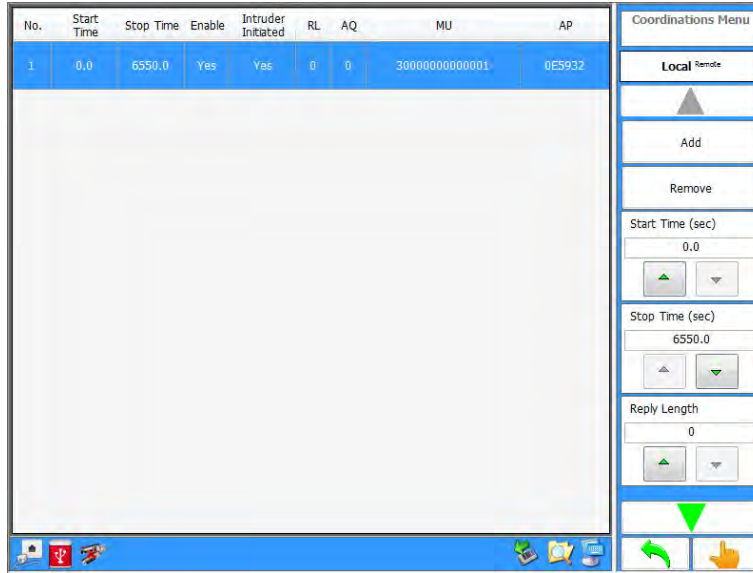 No. Start Time Stop Time Enable Intruder Initiated RL AQ MU AP
1 0.0 6550.0 Yes Yes 0 0 30000000000001 0E5932
Coordinations Menu
Local Remote
Add
Remove
Start Time (sec)
0.0
Stop Time (sec)
6550.0
Reply Length
0